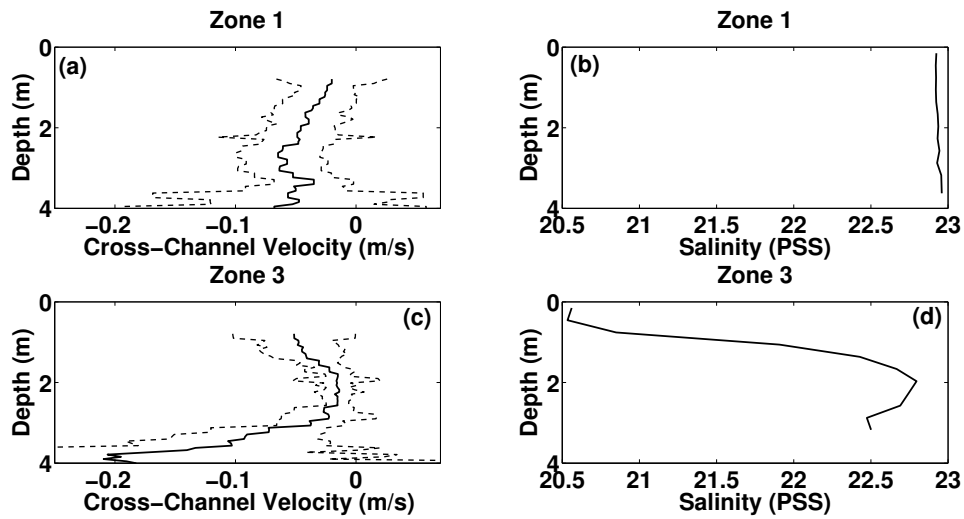 Zone 1
Zone 1
0
2
4
Depth (m)
(a)
−0.2
−0.1
0
Cross−Channel Velocity (m/s)
0
2
4
Depth (m)
(b)
20.5
21
21.5
22
22.5
23
Salinity (PSS)
Zone 3
Zone 3
0
2
4
Depth (m)
(c)
−0.2
−0.1
0
Cross−Channel Velocity (m/s)
0
2
4
Depth (m)
(d)
20.5
21
21.5
22
22.5
23
Salinity (PSS)